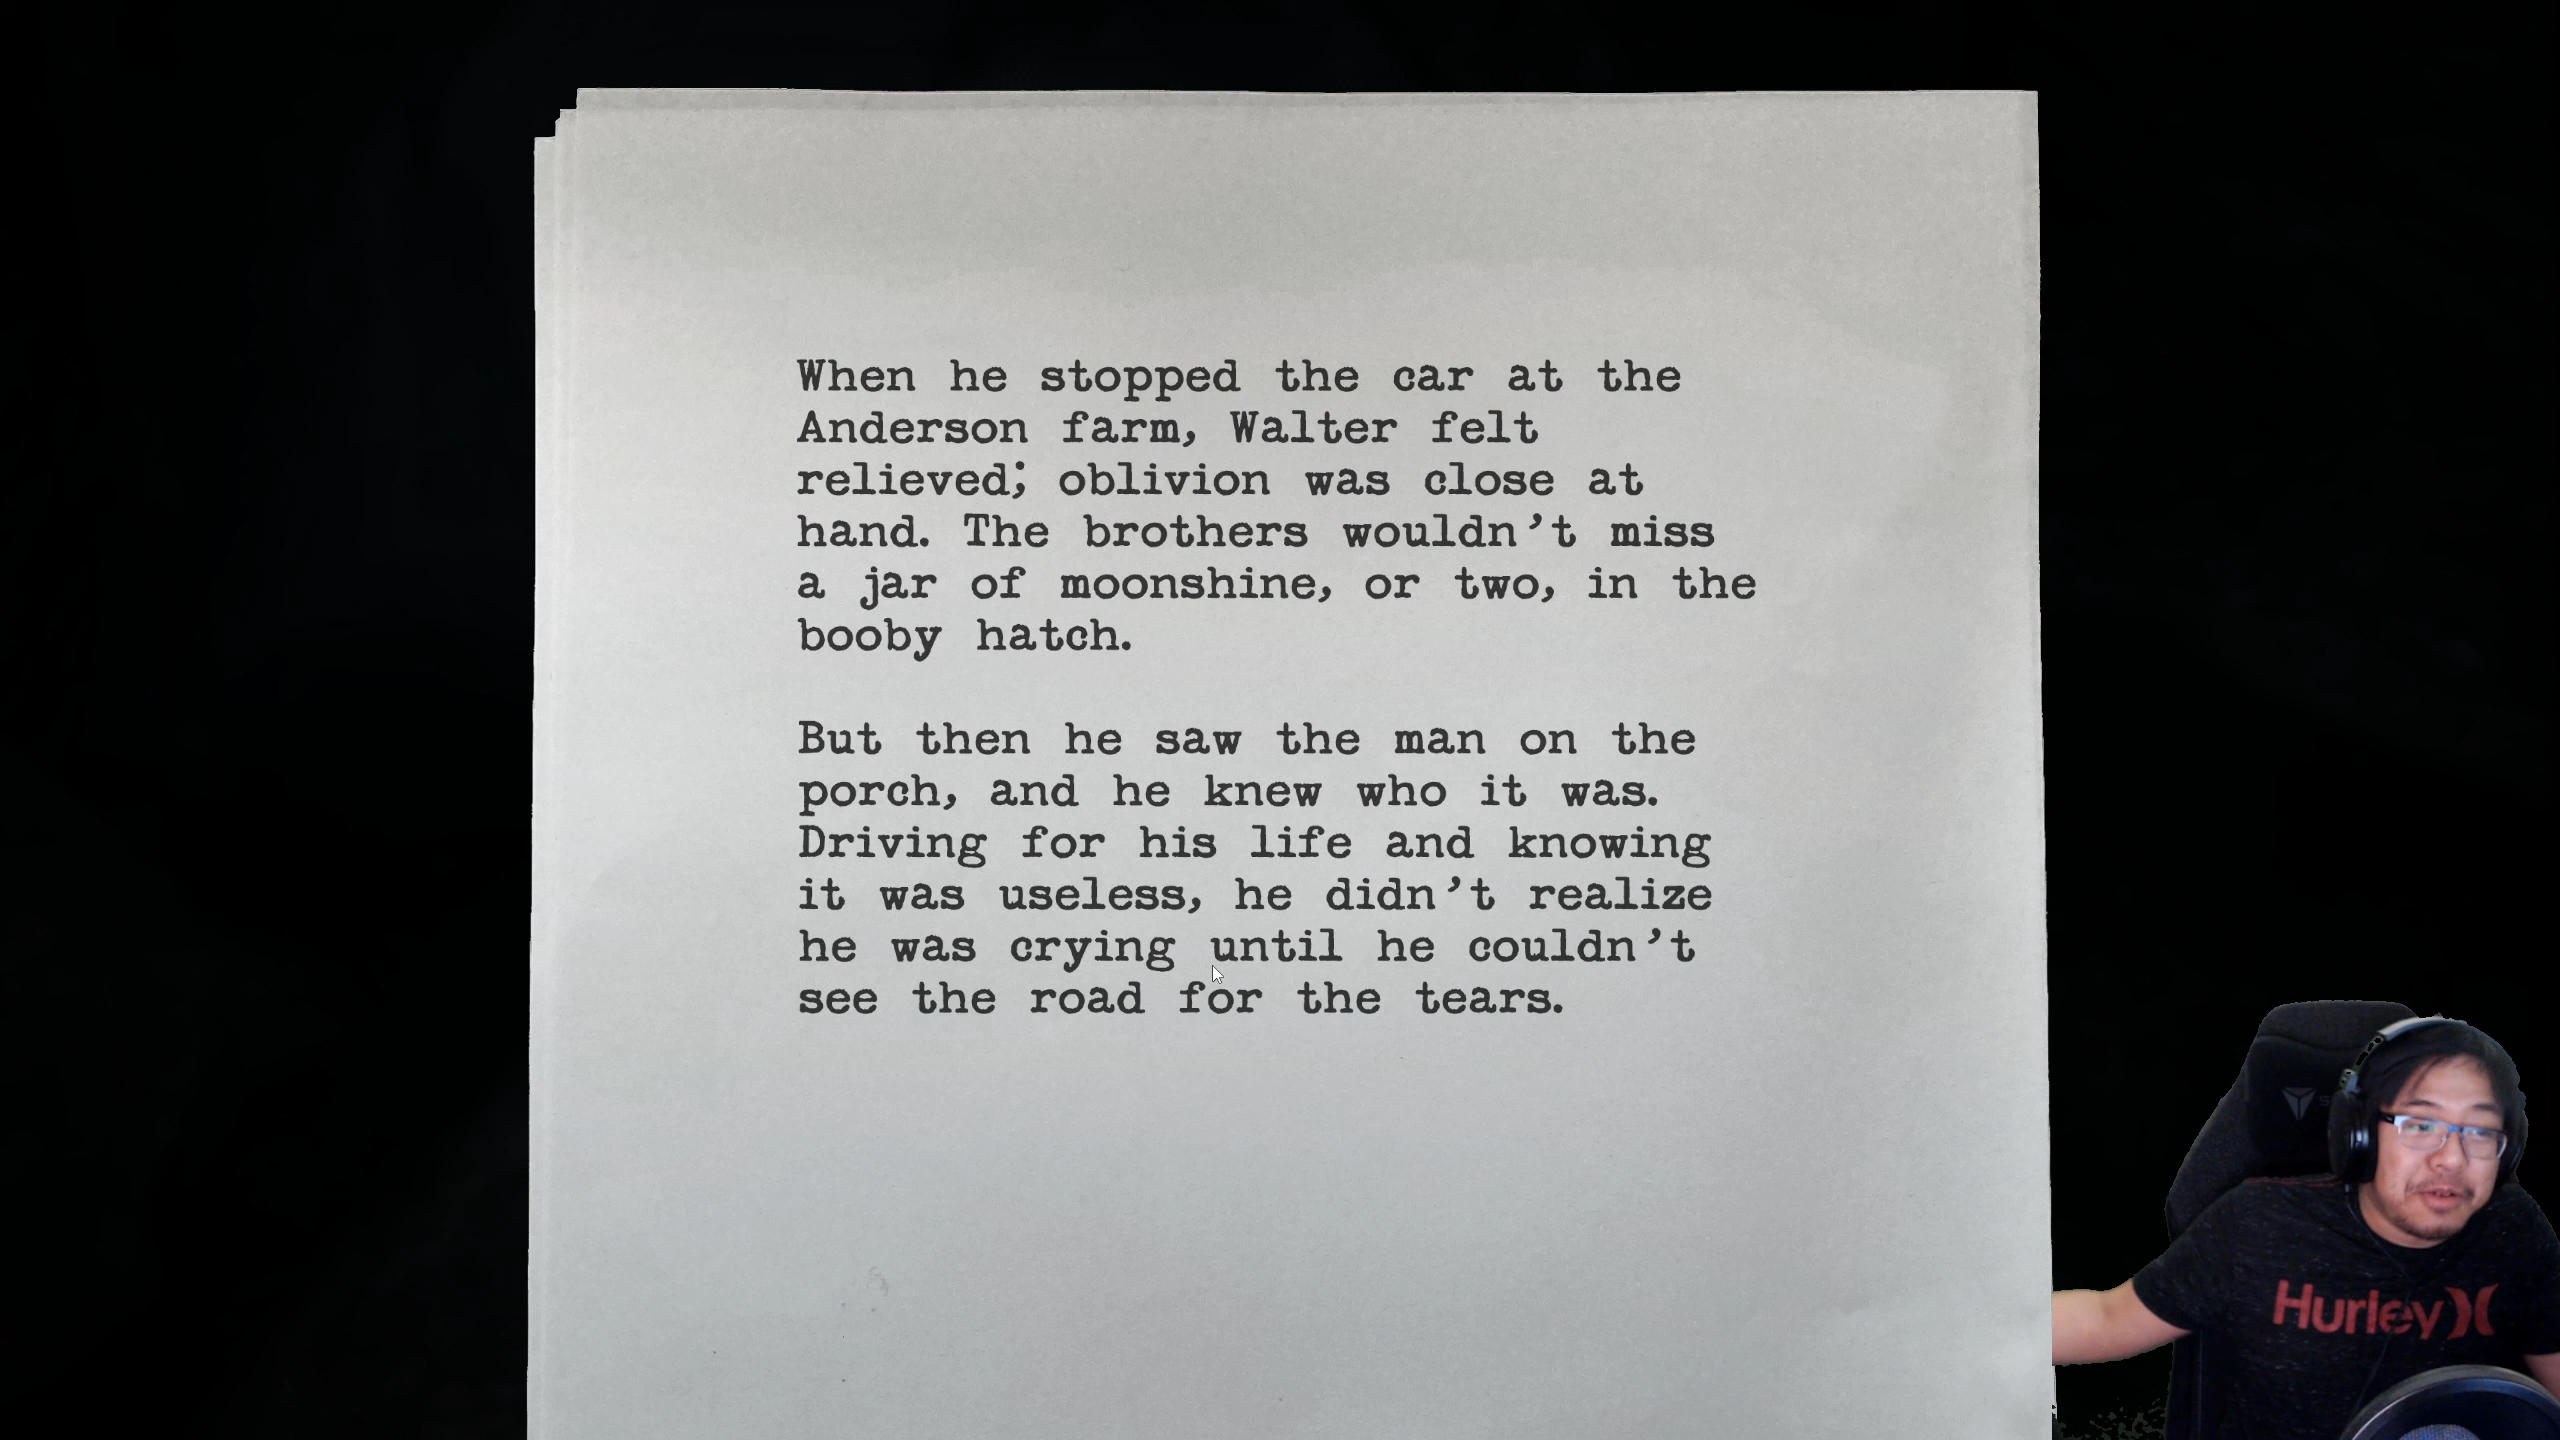 When he stopped the car at the
Anderson farm, Walter felt
relieved; oblivion was close at
hand. The brothers wouldn't miss
a jar of moonshine, or two, in the
booby hatch.
But then he saw the man on the
porch, and he knew who it was.
Driving for his life and knowing
it was useless, he didn't realize
he was crying until he couldn't
see the road for the tears.
Hurley